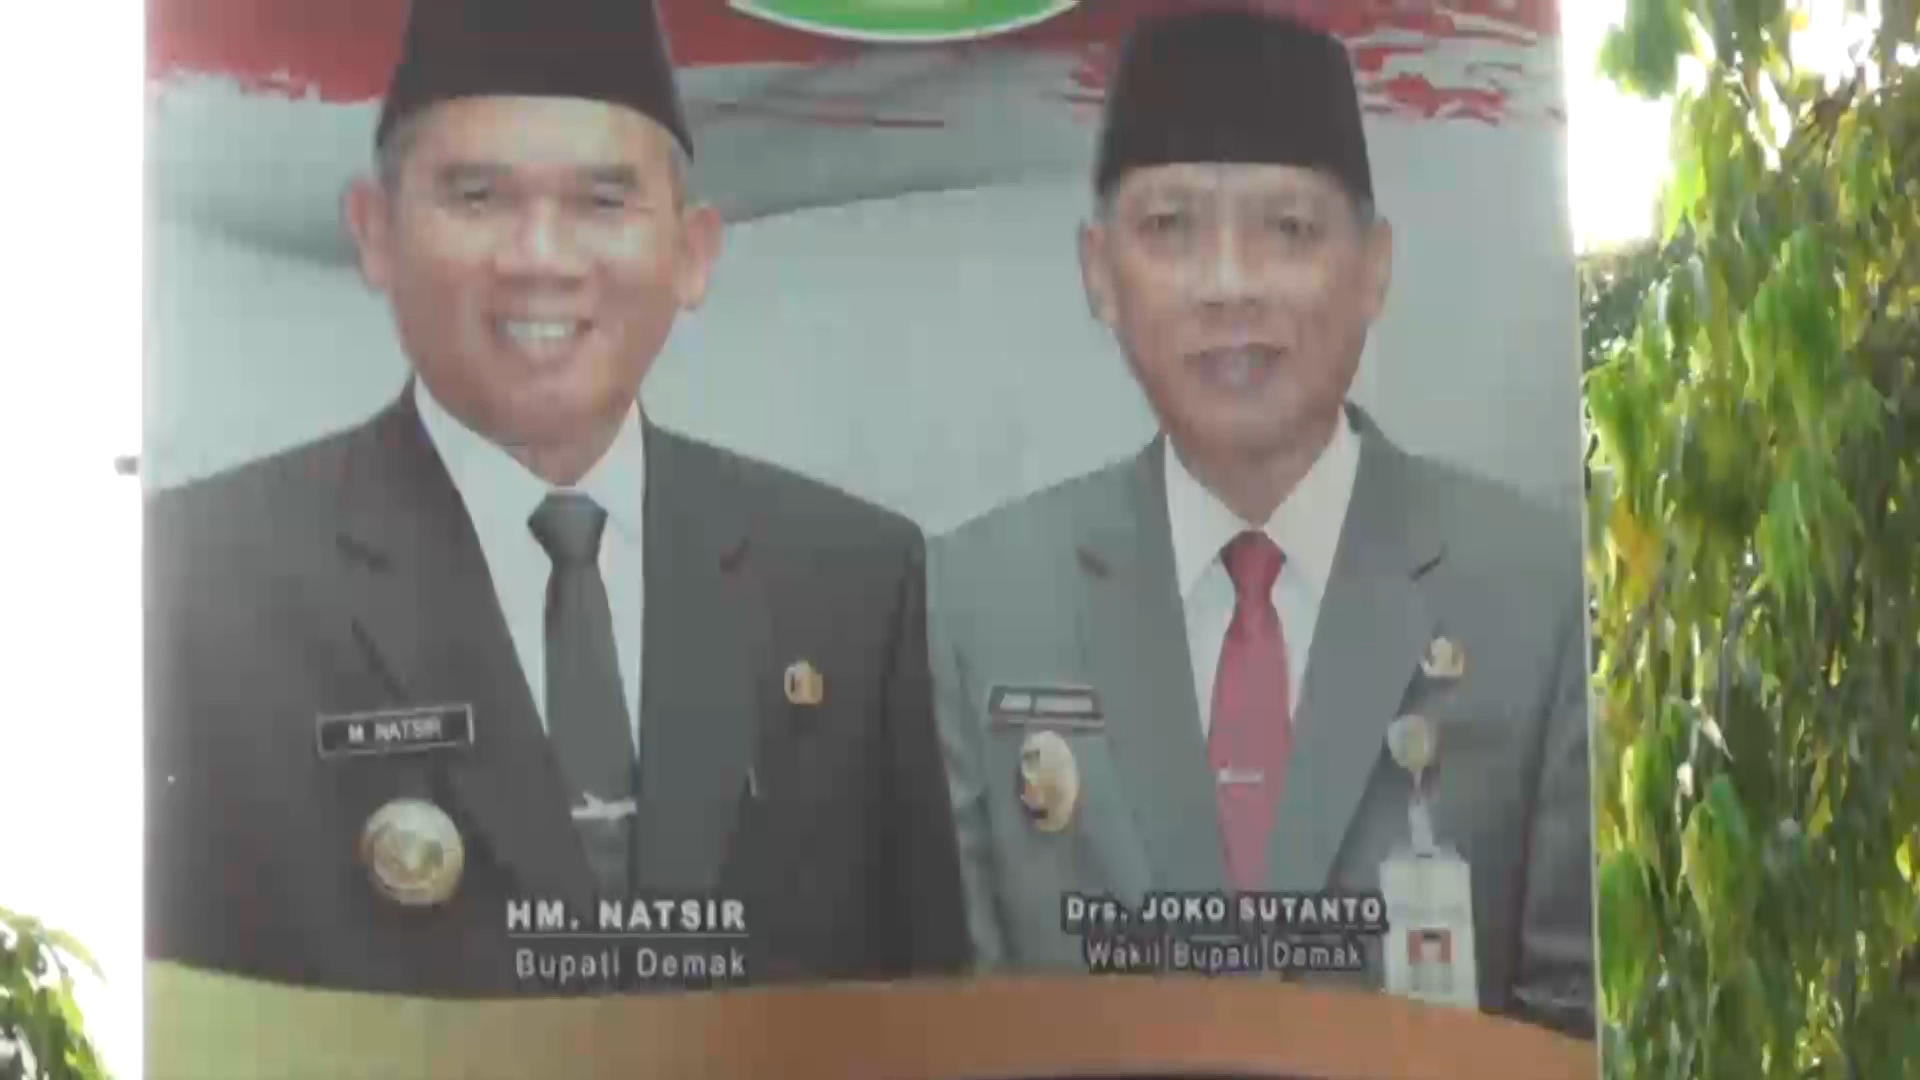 M NATSIR
HM. NATSIR
Bupati Demak
Drs. JOKO SUTANTO
Wakil Bupati Demak